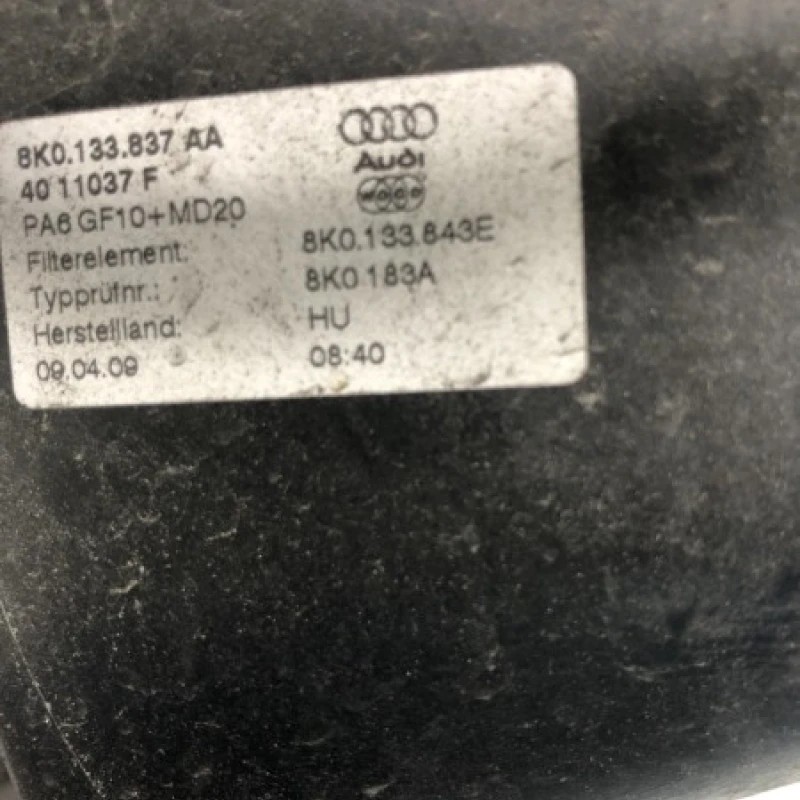 8K0.133.837 AA
40 11037 F
PA6 GF10+MD20
Audi
Filterelement: 8K0.133.843E
Typprüfnr.: 8K0 183A
Herstellland: HU
09.04.09 08:40